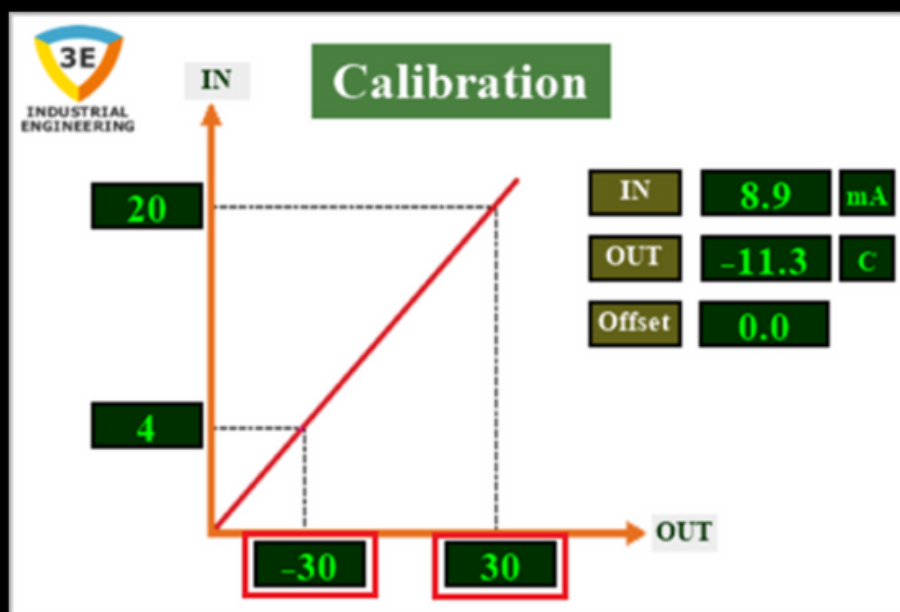 3E
INDUSTRIAL
ENGINEERING
IN
Calibration
20
4
IN 8.9 mA
OUT -11.3 C
Offset 0.0
OUT
-30 30